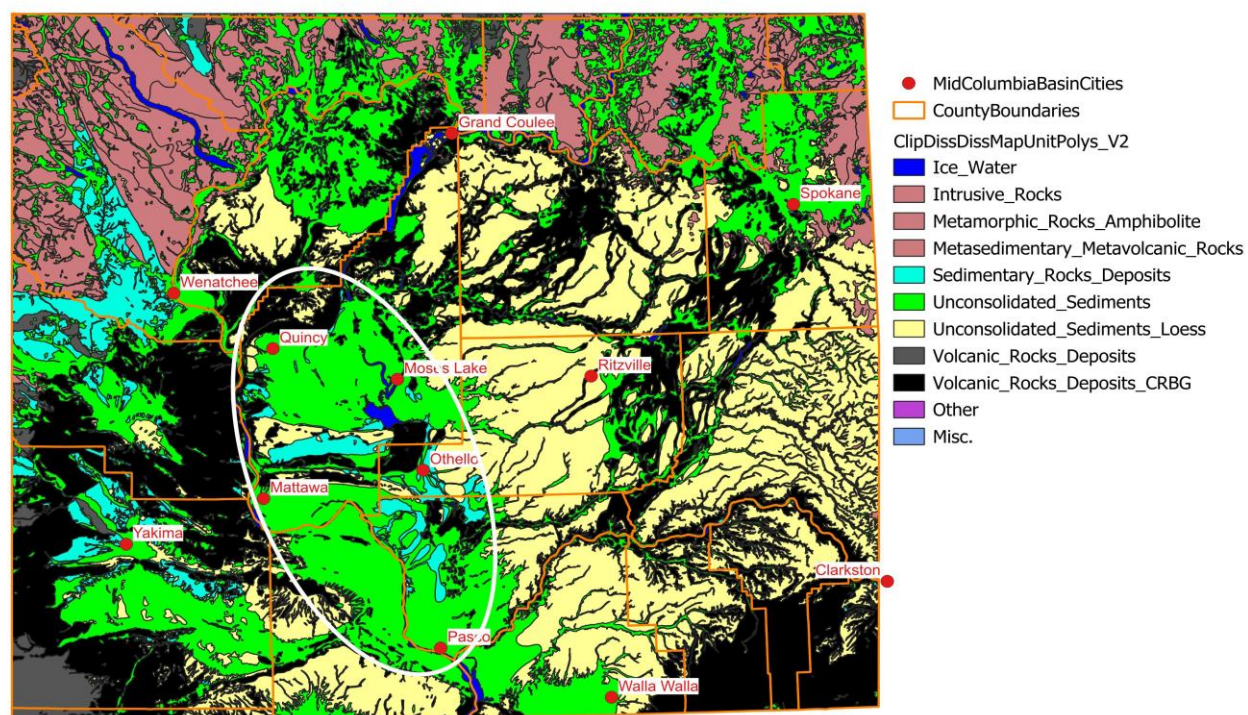 Grand Coulee
Spokane
Wenatchee
Quincy
Moses Lake
Ritzville
Othello
Mattawa
Yakima
Clarkston
Pasco
Walla Walla
MidColumbiaBasinCities
CountyBoundaries
ClipDissDissMapUnitPolys_V2
Ice_Water
Intrusive_Rocks
Metamorphic_Rocks_Amphibolite
Metasedimentary_Metavolcanic_Rocks
Sedimentary_Rocks_Deposits
Unconsolidated_Sediments
Unconsolidated_Sediments_Loess
Volcanic_Rocks_Deposits
Volcanic_Rocks_Deposits_CRBG
Other
Misc.